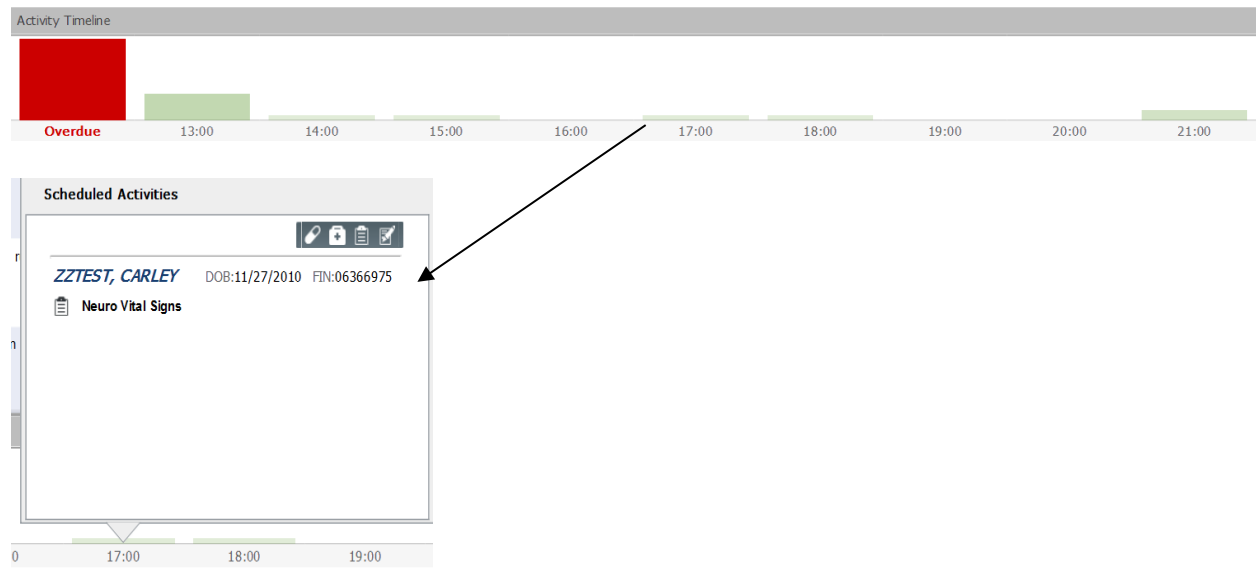 Activity Timeline
Overdue 13:00 14:00 15:00 16:00 17:00 18:00 19:00 20:00 21:00
Scheduled Activities
r
ZZTEST, CARLEY DOB:11/27/2010 FIN:06366975
Neuro Vital Signs
0 17:00 18:00 19:00